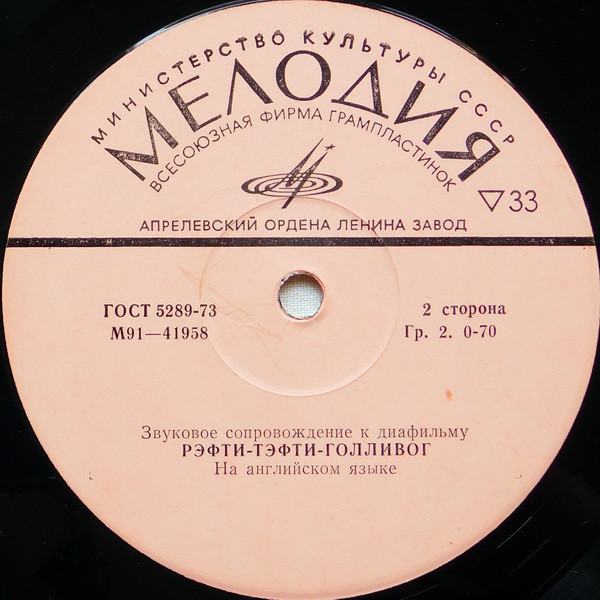 МИНИСТЕРСТВО КУЛЬТУРЫ СССР
МЕЛОДИЯ
ВСЕСОЮЗНАЯ ФИРМА ГРАМПЛАСТИНОК
▽33
АПРЕЛЕВСКИЙ ОРДЕНА ЛЕНИНА ЗАВОД
ГОСТ 5289-73
М91—41958
2 сторона
Гр. 2. 0-70
Звуковое сопровождение к диафильму
РЭФТИ-ТЭФТИ-ГОЛЛИВОГ
На английском языке